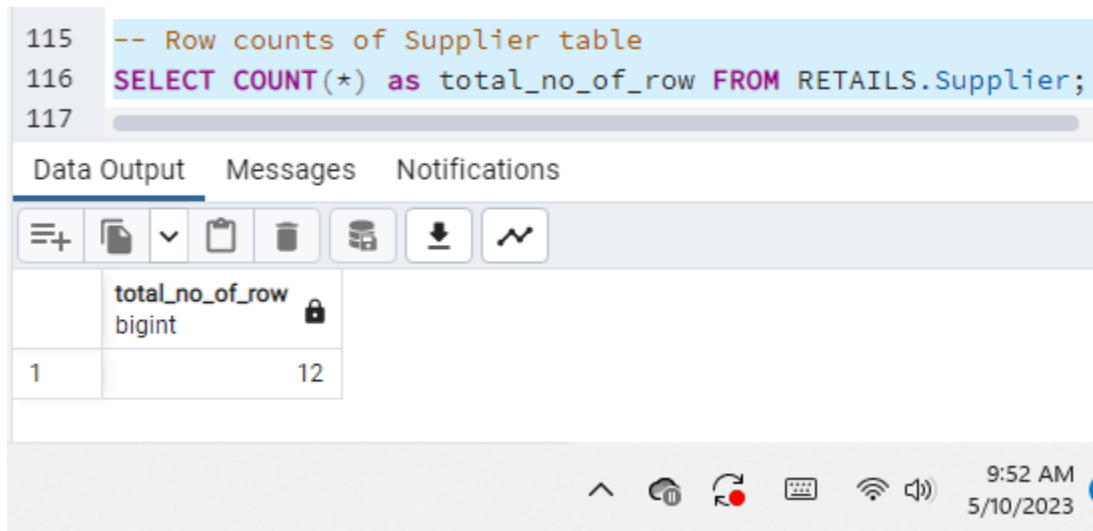 115 -- Row counts of Supplier table
116 SELECT COUNT(*) as total_no_of_row FROM RETAILS.Supplier;
117
Data Output Messages Notifications
total_no_of_row
bigint
1 12
9:52 AM
5/10/2023